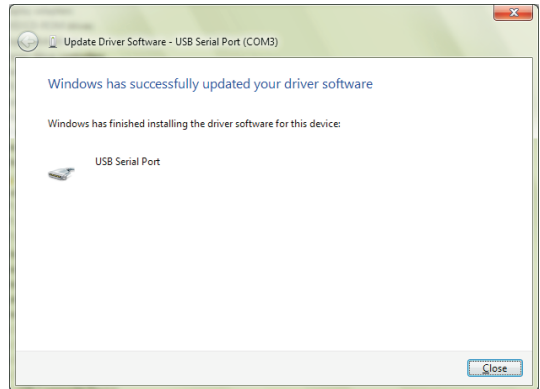 Update Driver Software - USB Serial Port (COM3)
Windows has successfully updated your driver software
Windows has finished installing the driver software for this device:
USB Serial Port
Close